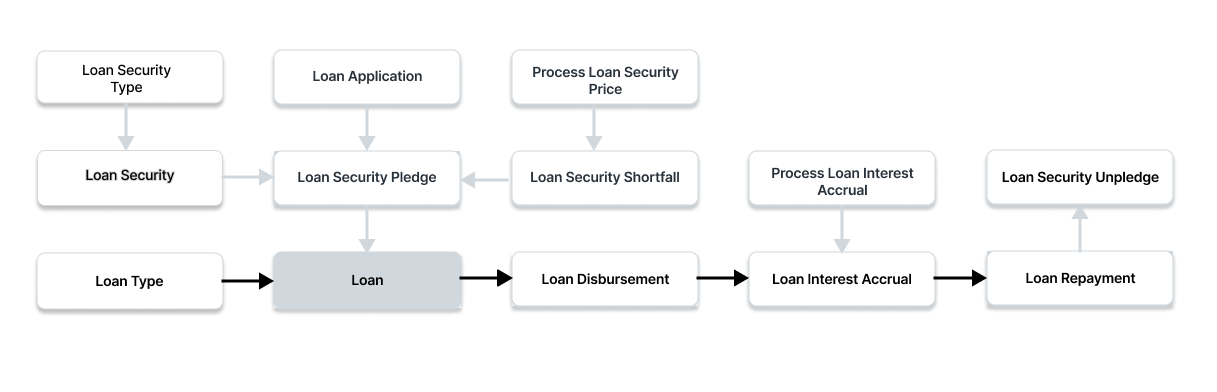 Loan Security
Type
Loan Application
Process Loan Security
Price
Loan Security
Loan Security Pledge
Loan Security Shortfall
Process Loan Interest
Accrual
Loan Security Unpledge
Loan Type
Loan
Loan Disbursement
Loan Interest Accrual
Loan Repayment